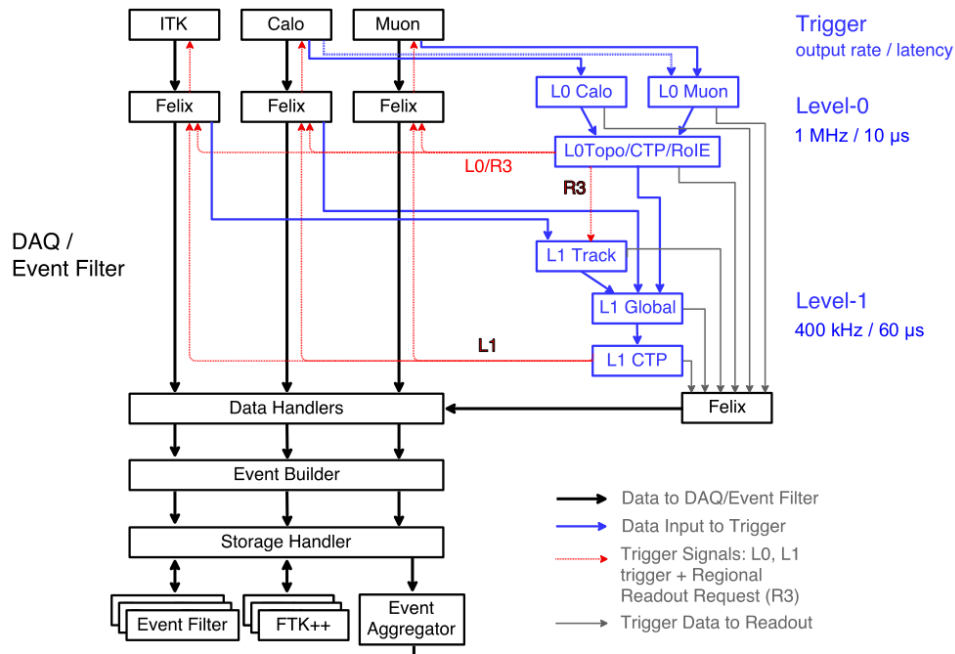 ITK
Calo
Muon
Trigger
output rate / latency
L0 Calo
L0 Muon
Felix
Felix
Felix
Level-0
1 MHz / 10 µs
L0Topo/CTP/RoIE
L0/R3
R3
DAQ /
Event Filter
L1 Track
L1 Global
Level-1
400 kHz / 60 µs
L1
L1 CTP
Data Handlers
Felix
Event Builder
Storage Handler
Event Filter
FTK++
Event
Aggregator
Data to DAQ/Event Filter
Data Input to Trigger
Trigger Signals: L0, L1
trigger + Regional
Readout Request (R3)
Trigger Data to Readout